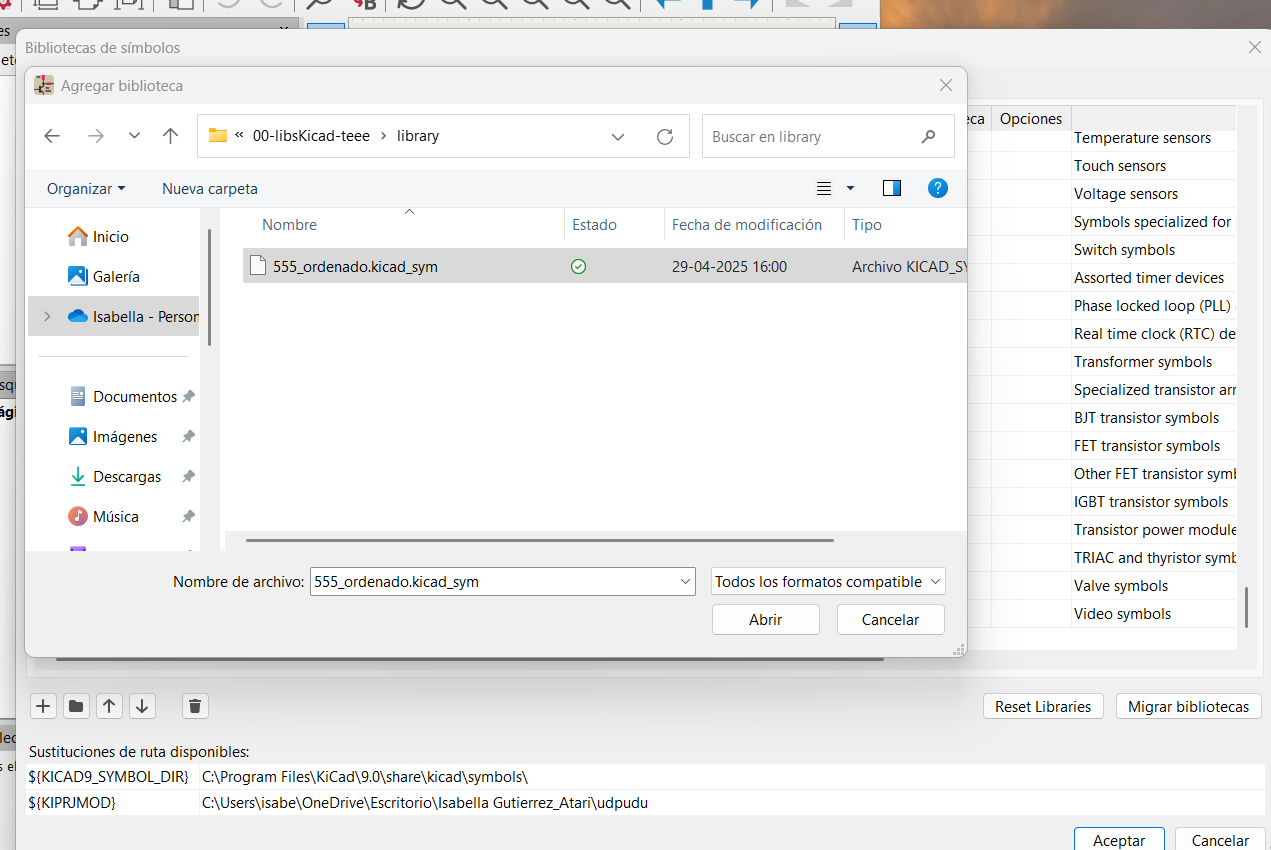 Bibliotecas de símbolos
Agregar biblioteca
« 00-libsKicad-teee > library
Buscar en library
Organizar
Nueva carpeta
Nombre
Estado
Fecha de modificación
Tipo
Inicio
Galería
Isabella - Person
Documentos
Imágenes
Descargas
Música
555_ordenado.kicad_sym
29-04-2025 16:00
Archivo KICAD_SY
Nombre de archivo:
555_ordenado.kicad_sym
Todos los formatos compatible
Abrir
Cancelar
eca
Opciones
Temperature sensors
Touch sensors
Voltage sensors
Symbols specialized for
Switch symbols
Assorted timer devices
Phase locked loop (PLL)
Real time clock (RTC) de
Transformer symbols
Specialized transistor arr
BJT transistor symbols
FET transistor symbols
Other FET transistor symb
IGBT transistor symbols
Transistor power module
TRIAC and thyristor symb
Valve symbols
Video symbols
Reset Libraries
Migrar bibliotecas
Sustituciones de ruta disponibles:
${KICAD9_SYMBOL_DIR} C:\Program Files\KiCad\9.0\share\kicad\symbols\
${KIPRJMOD} C:\Users\isabe\OneDrive\Escritorio\Isabella Gutierrez_Atari\udpudu
Aceptar
Cancelar